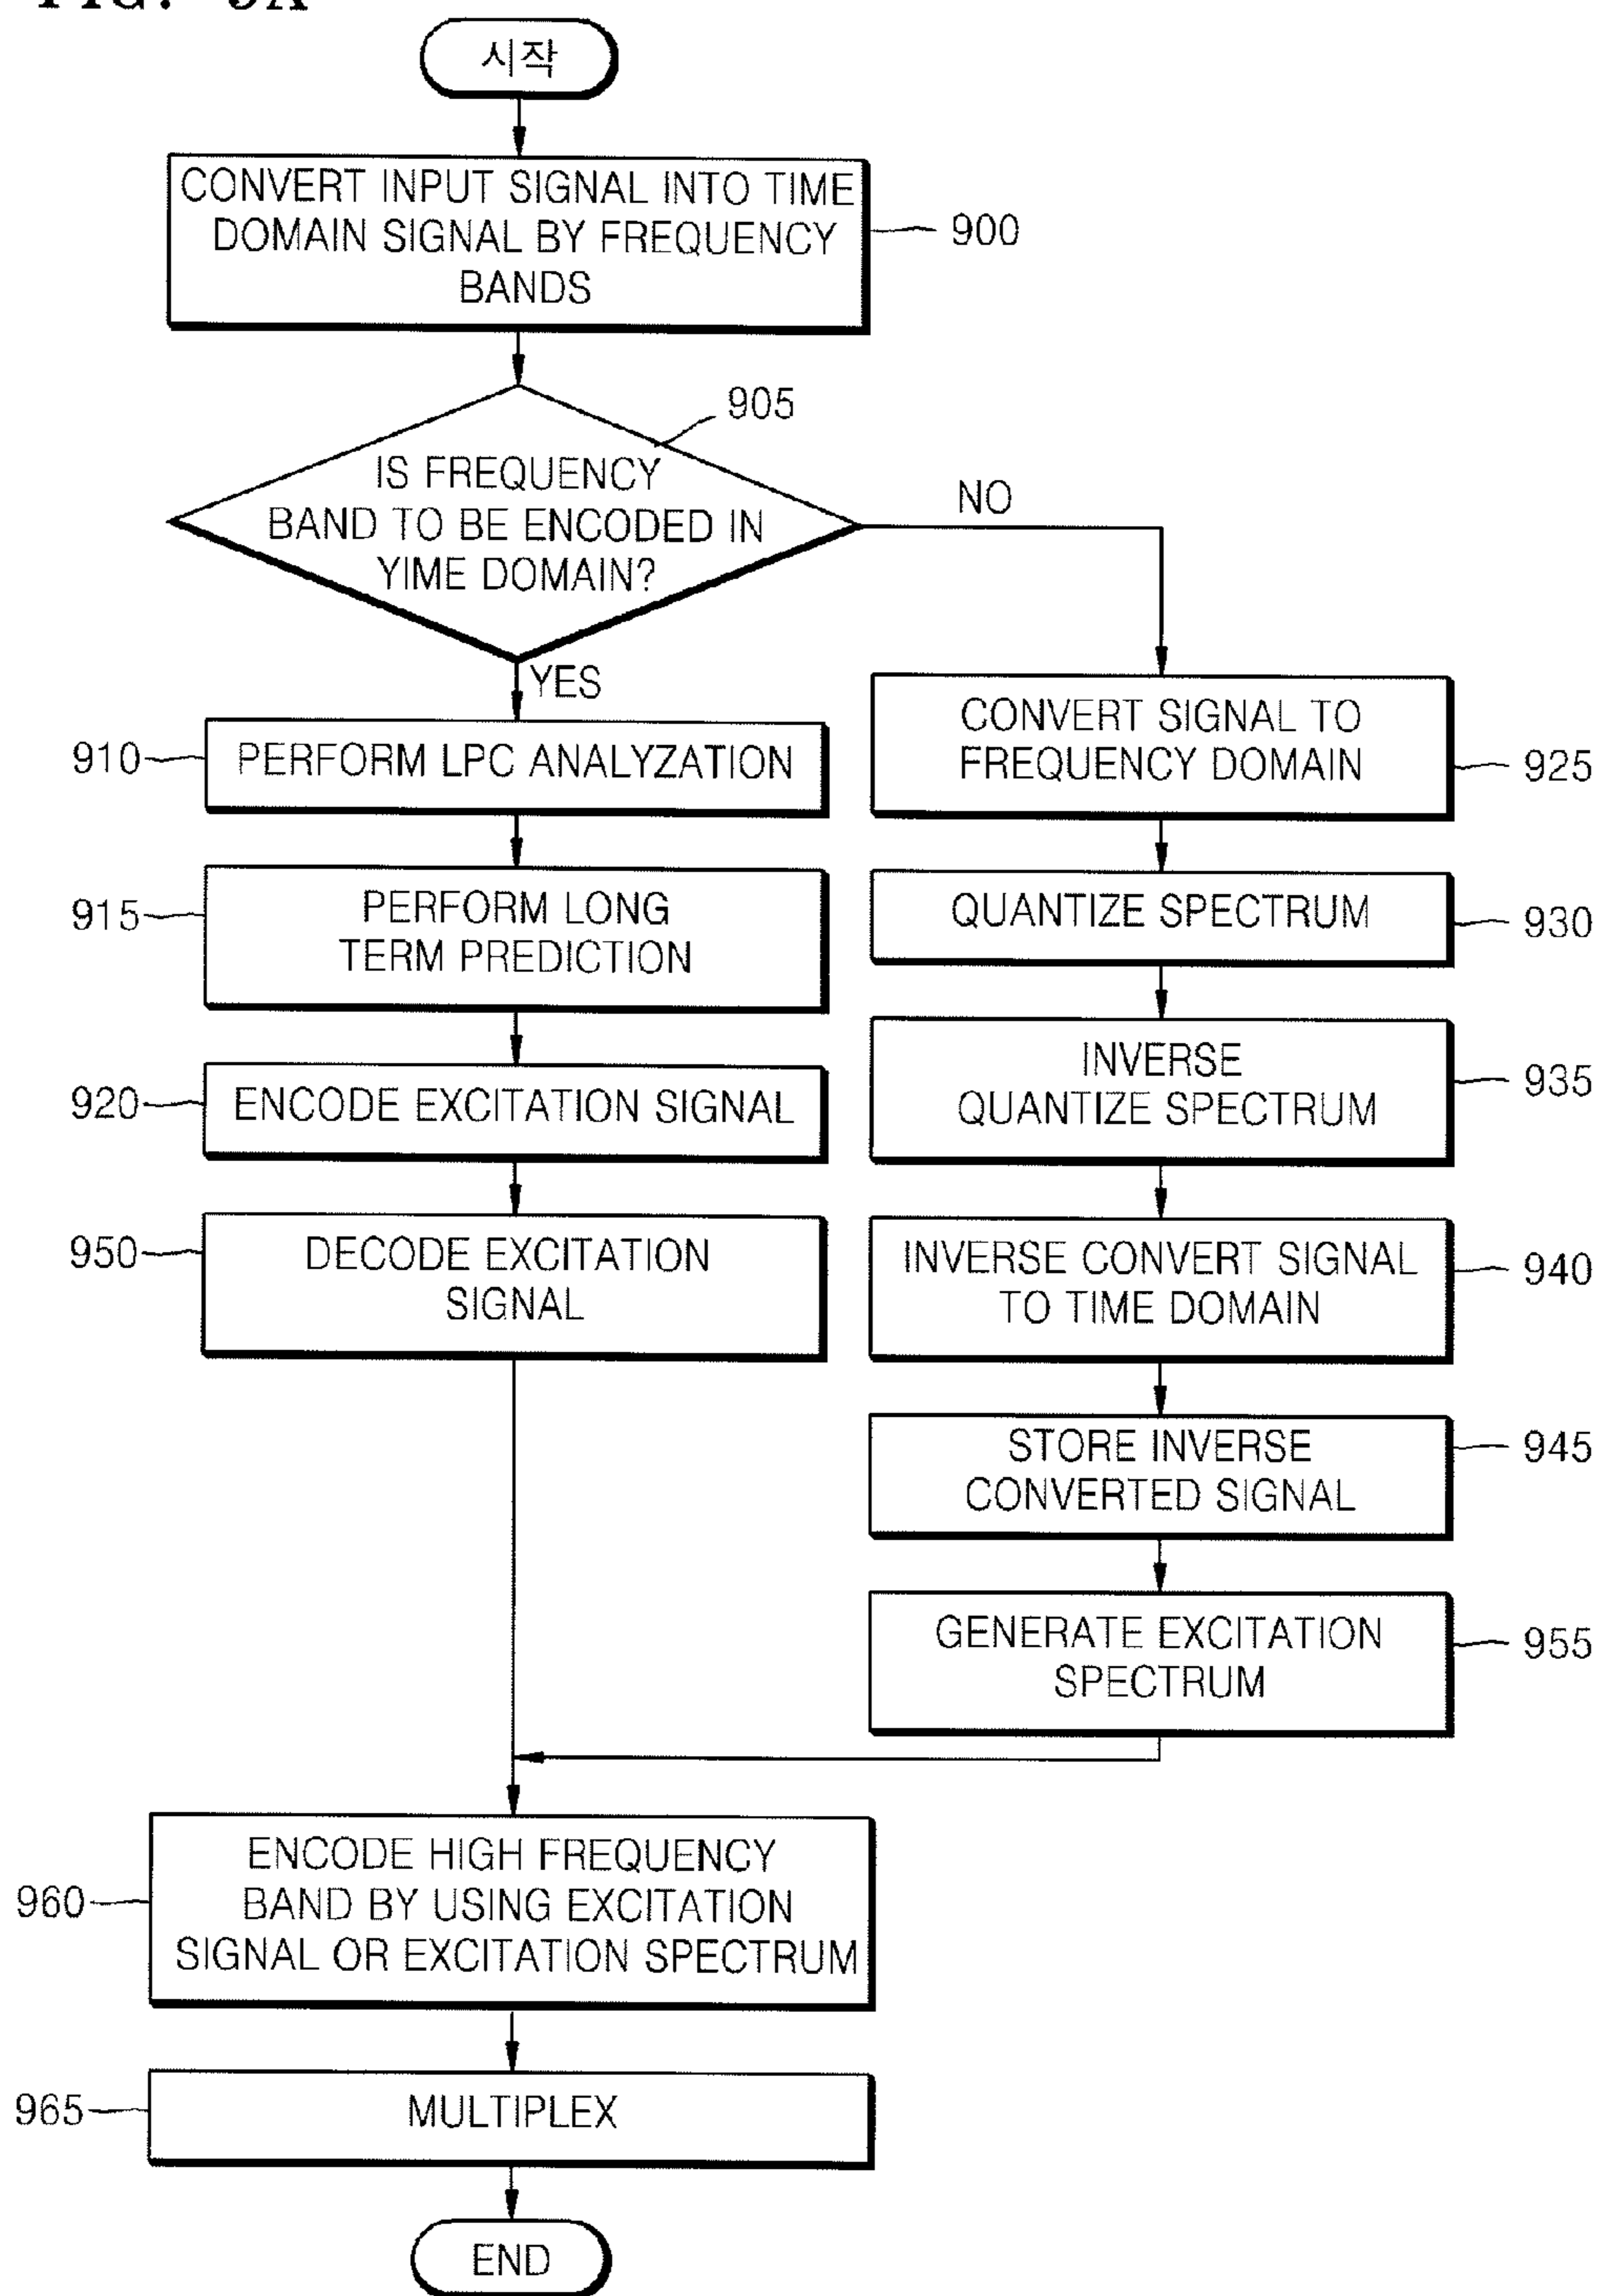 시작
CONVERT INPUT SIGNAL INTO TIME
DOMAIN SIGNAL BY FREQUENCY
BANDS
900
905
IS FREQUENCY
BAND TO BE ENCODED IN
YIME DOMAIN?
NO
YES
910
PERFORM LPC ANALYZATION
915
PERFORM LONG
TERM PREDICTION
920
ENCODE EXCITATION SIGNAL
950
DECODE EXCITATION
SIGNAL
CONVERT SIGNAL TO
FREQUENCY DOMAIN
925
QUANTIZE SPECTRUM
930
INVERSE
QUANTIZE SPECTRUM
935
INVERSE CONVERT SIGNAL
TO TIME DOMAIN
940
STORE INVERSE
CONVERTED SIGNAL
945
GENERATE EXCITATION
SPECTRUM
955
960
ENCODE HIGH FREQUENCY
BAND BY USING EXCITATION
SIGNAL OR EXCITATION SPECTRUM
965
MULTIPLEX
END